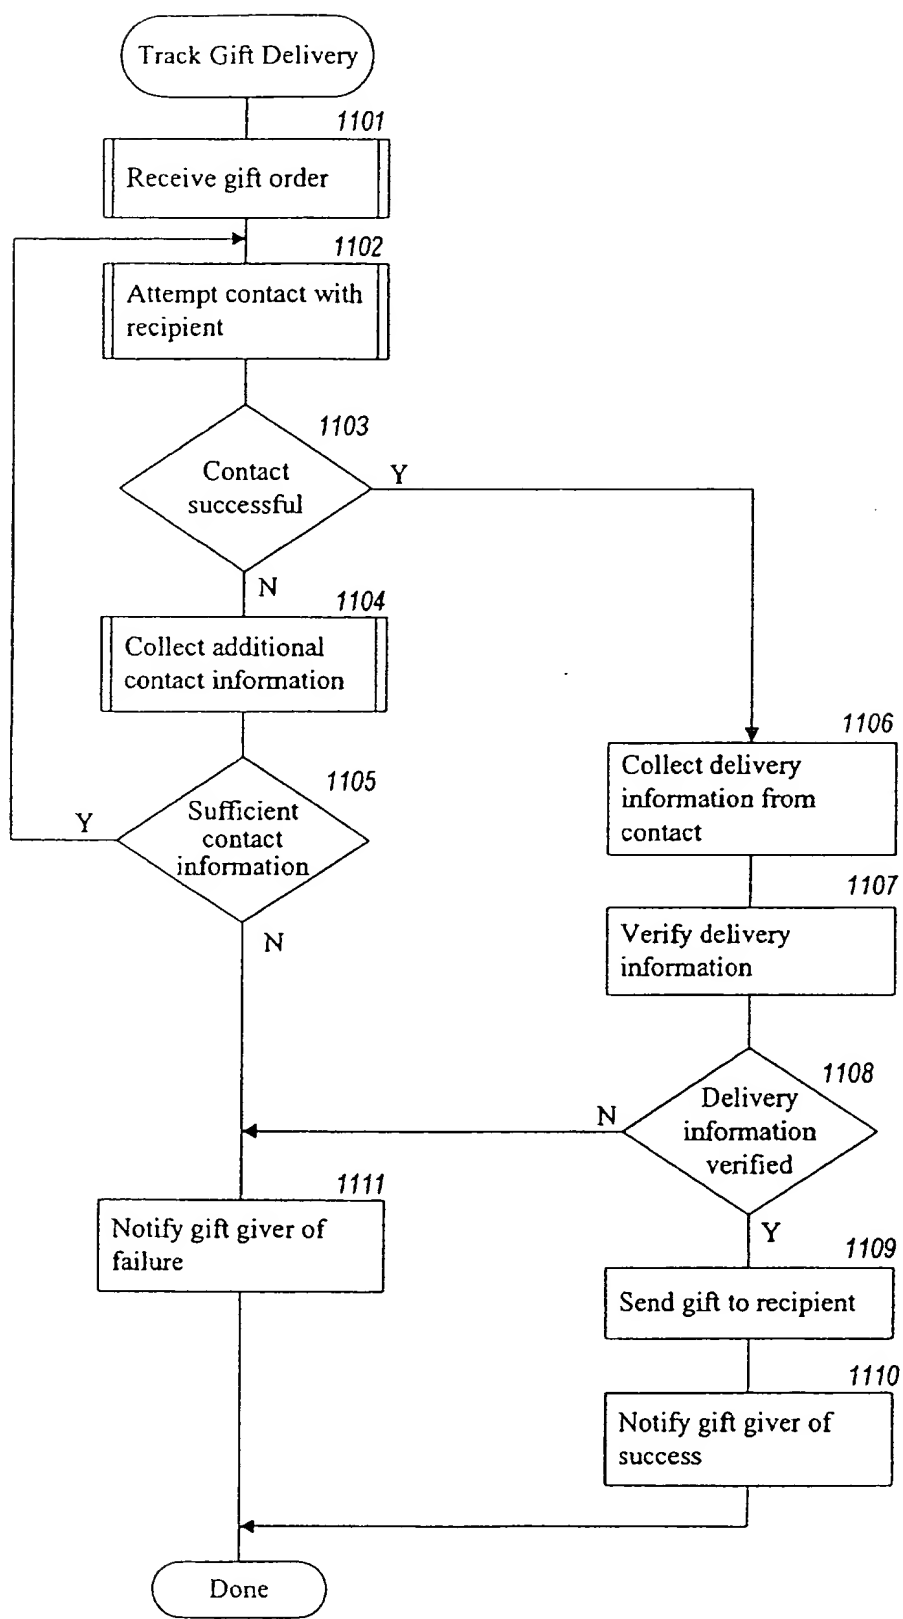 Track Gift Delivery
1101
Receive gift order
1102
Attempt contact with
recipient
1103
Contact
successful
Y
N
1104
Collect additional
contact information
1105
Sufficient
contact
information
Y
N
1106
Collect delivery
information from
contact
1107
Verify delivery
information
1108
Delivery
information
verified
N
Y
1111
Notify gift giver of
failure
1109
Send gift to recipient
1110
Notify gift giver of
success
Done